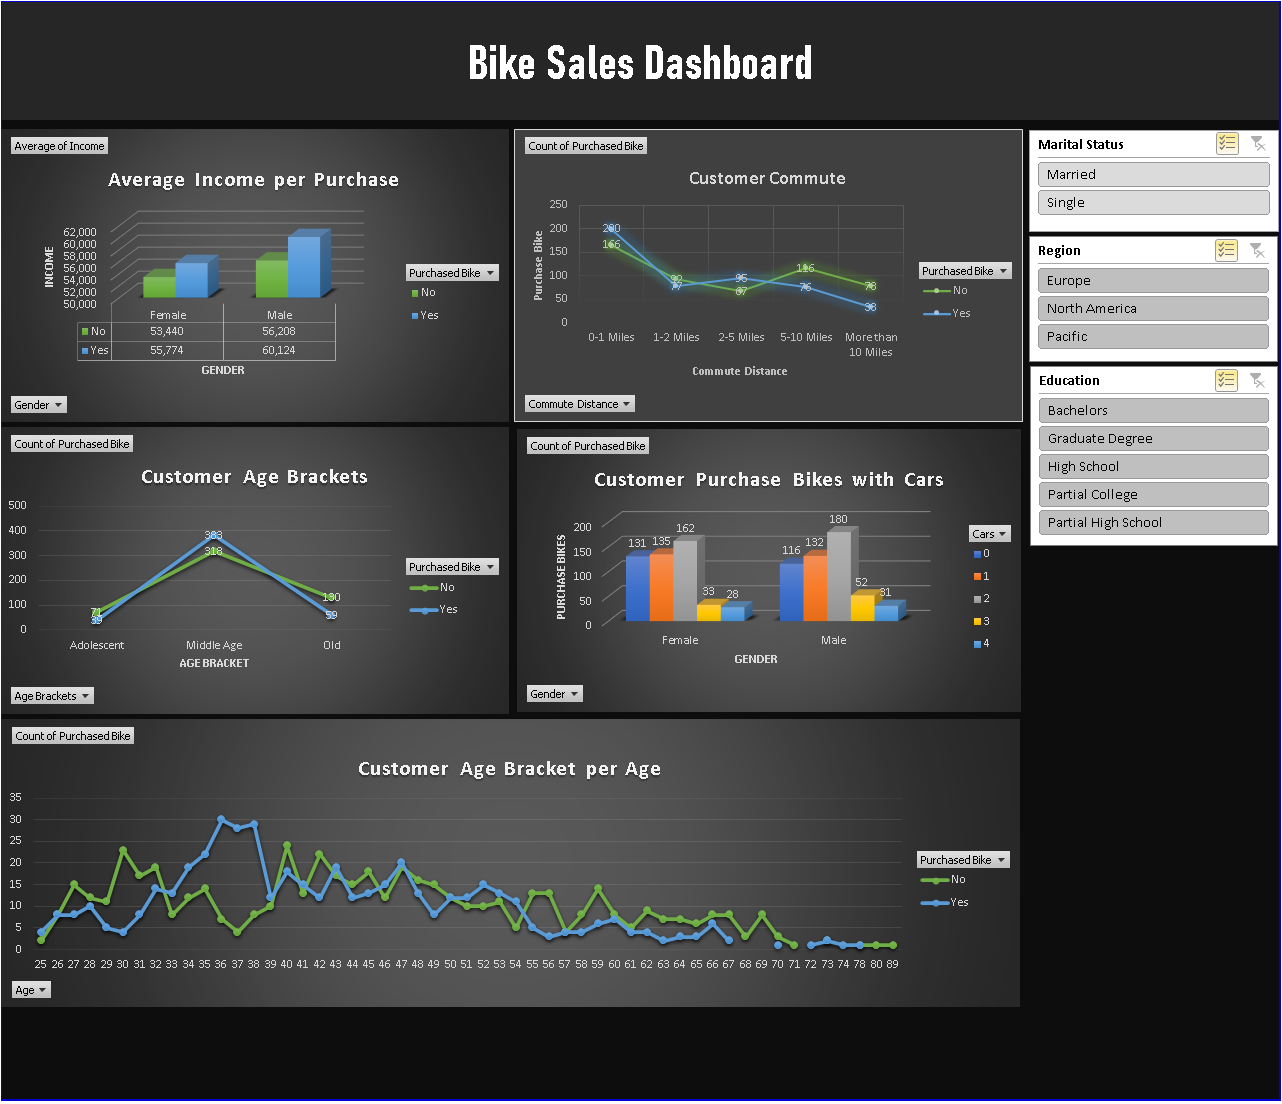 Bike Sales Dashboard
Average of Income
Average Income per Purchase
INCOME
62,000
60,000
58,000
56,000
54,000
52,000
50,000
Female Male
No 53,440 56,208
Yes 55,774 60,124
GENDER
Purchased Bike
No
Yes
Gender
Count of Purchased Bike
Customer Commute
Purchase Bike
250
200
150
100
50
0
200
166
92
77
95
67
116
76
78
33
0-1 Miles 1-2 Miles 2-5 Miles 5-10 Miles More than
10 Miles
Commute Distance
Purchased Bike
No
Yes
Commute Distance
Marital Status
Married
Single
Region
Europe
North America
Pacific
Education
Bachelors
Graduate Degree
High School
Partial College
Partial High School
Count of Purchased Bike
Customer Age Brackets
500
400
300
200
100
0
71
39
383
318
130
59
Adolescent Middle Age Old
AGE BRACKET
Purchased Bike
No
Yes
Age Brackets
Count of Purchased Bike
Customer Purchase Bikes with Cars
PURCHASE BIKES
200
150
100
50
0
131 135 162 33 28
116 132 180 52 31
Female Male
GENDER
Cars
0
1
2
3
4
Gender
Count of Purchased Bike
Customer Age Bracket per Age
35
30
25
20
15
10
5
0
25 26 27 28 29 30 31 32 33 34 35 36 37 38 39 40 41 42 43 44 45 46 47 48 49 50 51 52 53 54 55 56 57 58 59 60 61 62 63 64 65 66 67 68 69 70 71 72 73 74 78 80 89
Purchased Bike
No
Yes
Age